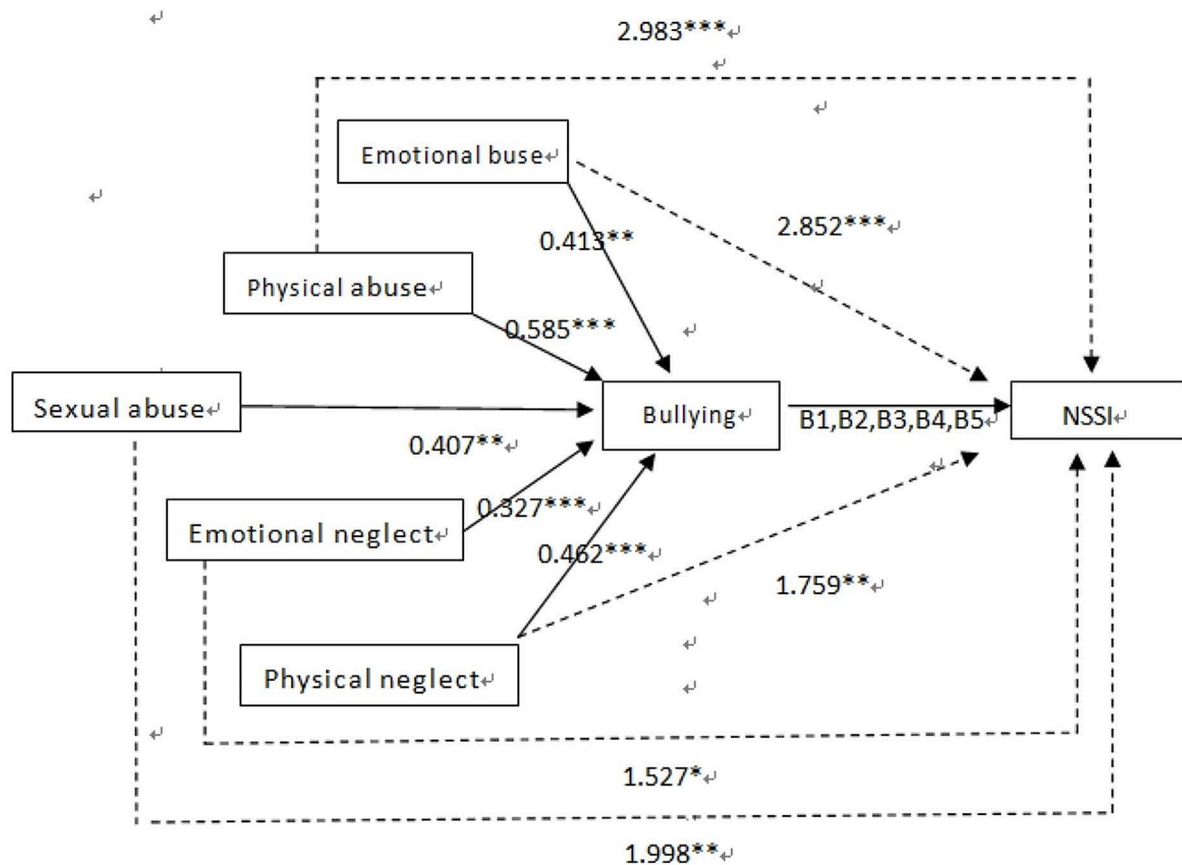 2.983***↵
Emotional buse↵
2.852***↵
0.413**
Physical abuse↵
0.585***
Sexual abuse↵
Bullying↵
B1,B2,B3,B4,B5↵
NSSI↵
0.407**↵
0.327***↵
Emotional neglect↵
0.462***↵
1.759**↵
Physical neglect↵
1.527*↵
1.998**↵